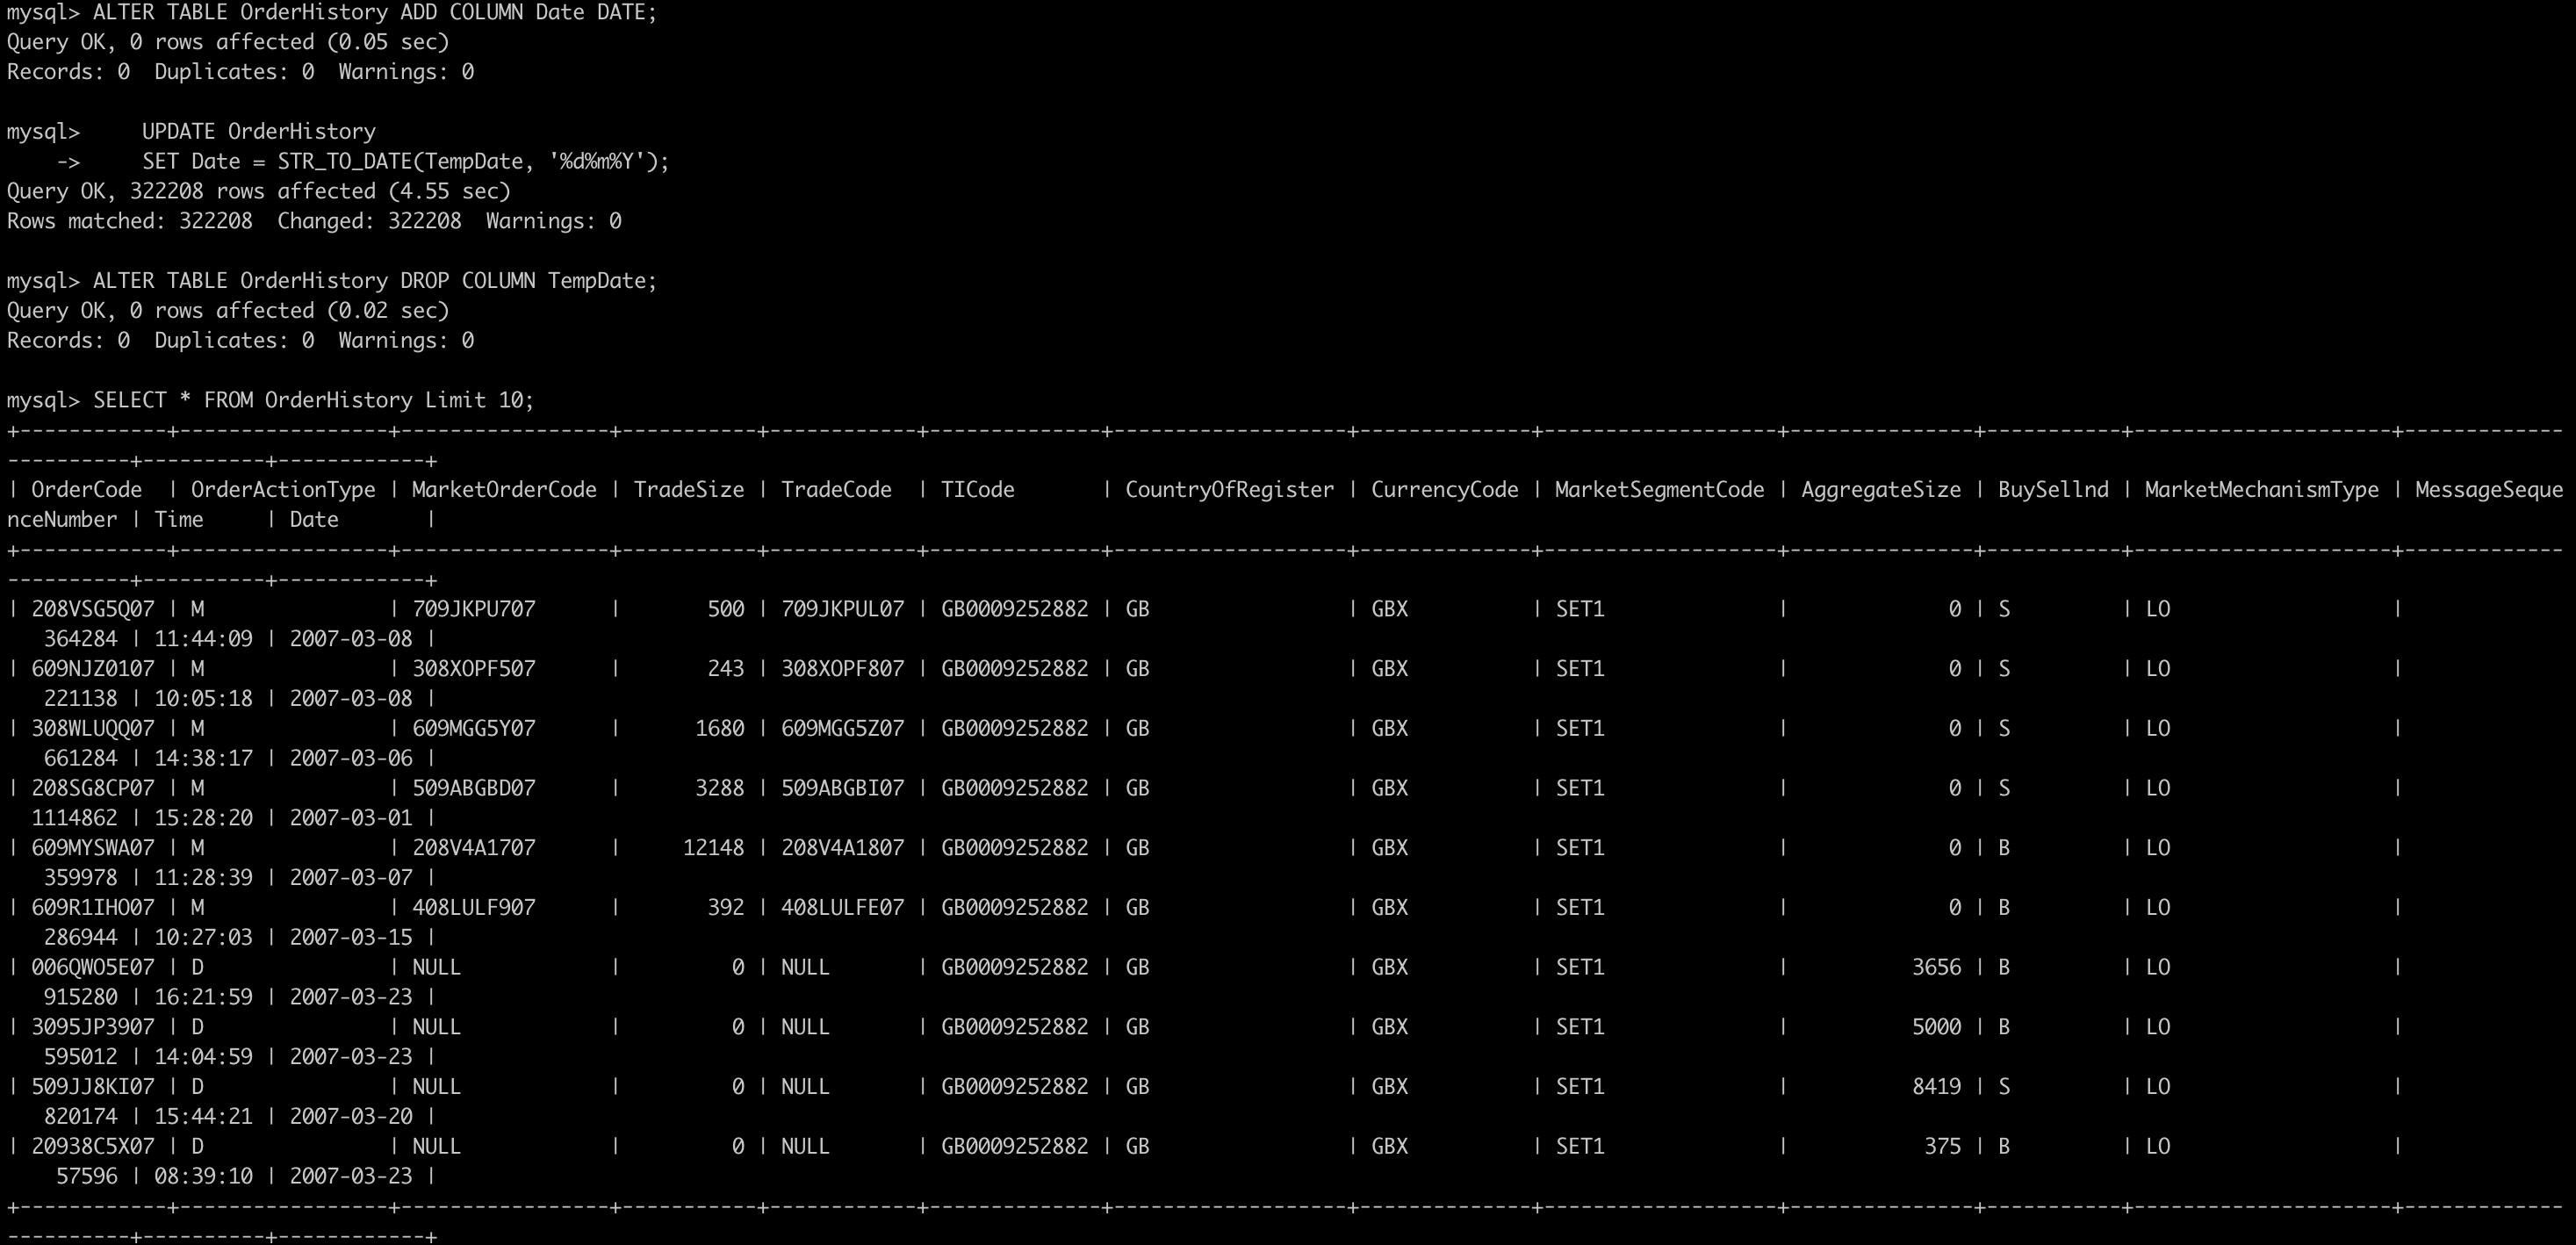 mysql> ALTER TABLE OrderHistory ADD COLUMN Date DATE;
Query OK, 0 rows affected (0.05 sec)
Records: 0  Duplicates: 0  Warnings: 0

mysql>     UPDATE OrderHistory
    ->     SET Date = STR_TO_DATE(TempDate, '%d%m%Y');
Query OK, 322208 rows affected (4.55 sec)
Rows matched: 322208  Changed: 322208  Warnings: 0

mysql> ALTER TABLE OrderHistory DROP COLUMN TempDate;
Query OK, 0 rows affected (0.02 sec)
Records: 0  Duplicates: 0  Warnings: 0

mysql> SELECT * FROM OrderHistory Limit 10;
+------------+-----------------+-----------------+-----------+------------+--------------+-------------------+--------------+-------------------+---------------+-----------+---------------------+-------------
----------+----------+------------+
| OrderCode  | OrderActionType | MarketOrderCode | TradeSize | TradeCode  | TICode       | CountryOfRegister | CurrencyCode | MarketSegmentCode | AggregateSize | BuySellnd | MarketMechanismType | MessageSeque
nceNumber | Time     | Date       |
+------------+-----------------+-----------------+-----------+------------+--------------+-------------------+--------------+-------------------+---------------+-----------+---------------------+-------------
----------+----------+------------+
| 208VSG5Q07 | M               | 709JKPU707      |       500 | 709JKPUL07 | GB0009252882 | GB                | GBX          | SET1              |             0 | S         | LO                  |
   364284 | 11:44:09 | 2007-03-08 |
| 609NJZ0107 | M               | 308XOPF507      |       243 | 308XOPF807 | GB0009252882 | GB                | GBX          | SET1              |             0 | S         | LO                  |
   221138 | 10:05:18 | 2007-03-08 |
| 308WLUQQ07 | M               | 609MGG5Y07      |      1680 | 609MGG5Z07 | GB0009252882 | GB                | GBX          | SET1              |             0 | S         | LO                  |
   661284 | 14:38:17 | 2007-03-06 |
| 208SG8CP07 | M               | 509ABGBD07      |      3288 | 509ABGBI07 | GB0009252882 | GB                | GBX          | SET1              |             0 | S         | LO                  |
  1114862 | 15:28:20 | 2007-03-01 |
| 609MYSWA07 | M               | 208V4A1707      |     12148 | 208V4A1807 | GB0009252882 | GB                | GBX          | SET1              |             0 | B         | LO                  |
   359978 | 11:28:39 | 2007-03-07 |
| 609R1IHO07 | M               | 408LULF907      |       392 | 408LULFE07 | GB0009252882 | GB                | GBX          | SET1              |             0 | B         | LO                  |
   286944 | 10:27:03 | 2007-03-15 |
| 006QWO5E07 | D               | NULL            |         0 | NULL       | GB0009252882 | GB                | GBX          | SET1              |          3656 | B         | LO                  |
   915280 | 16:21:59 | 2007-03-23 |
| 3095JP3907 | D               | NULL            |         0 | NULL       | GB0009252882 | GB                | GBX          | SET1              |          5000 | B         | LO                  |
   595012 | 14:04:59 | 2007-03-23 |
| 509JJ8KI07 | D               | NULL            |         0 | NULL       | GB0009252882 | GB                | GBX          | SET1              |          8419 | S         | LO                  |
   820174 | 15:44:21 | 2007-03-20 |
| 20938C5X07 | D               | NULL            |         0 | NULL       | GB0009252882 | GB                | GBX          | SET1              |           375 | B         | LO                  |
    57596 | 08:39:10 | 2007-03-23 |
+------------+-----------------+-----------------+-----------+------------+--------------+-------------------+--------------+-------------------+---------------+-----------+---------------------+-------------
----------+----------+------------+